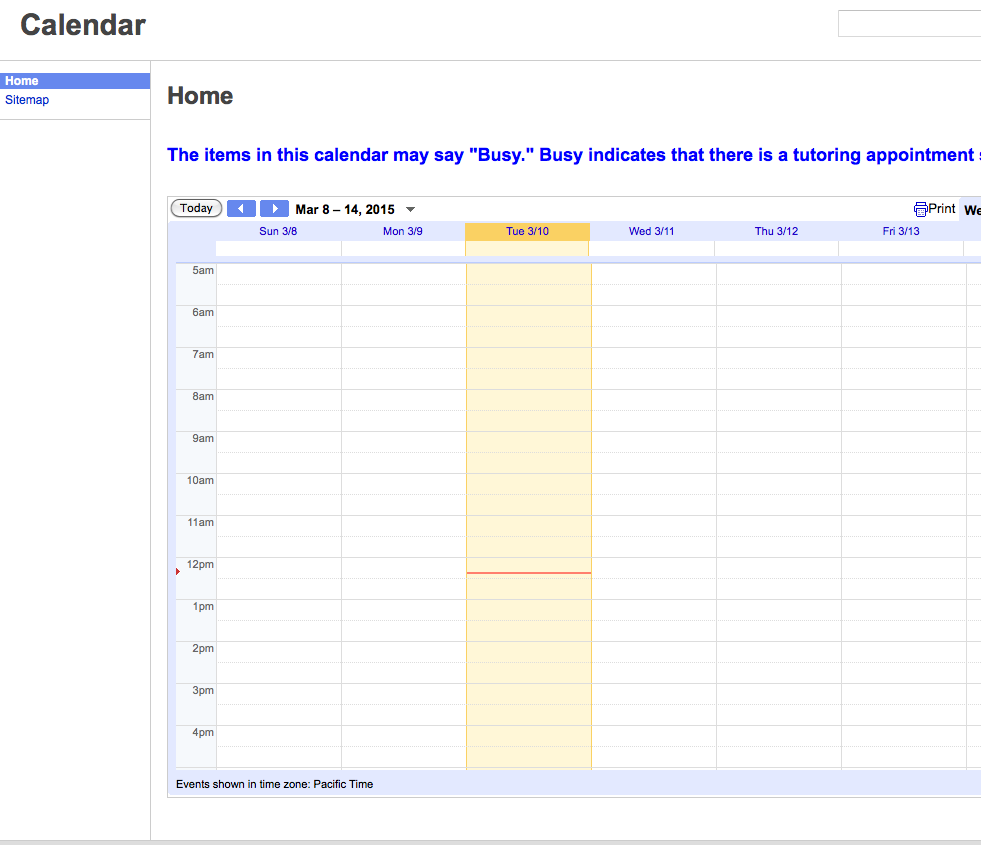 Calendar
Home
Sitemap
Home
The items in this calendar may say "Busy." Busy indicates that there is a tutoring appointment
Today Mar 8 – 14, 2015 Print
Sun 3/8 Mon 3/9 Tue 3/10 Wed 3/11 Thu 3/12 Fri 3/13
5am
6am
7am
8am
9am
10am
11am
12pm
1pm
2pm
3pm
4pm
Events shown in time zone: Pacific Time